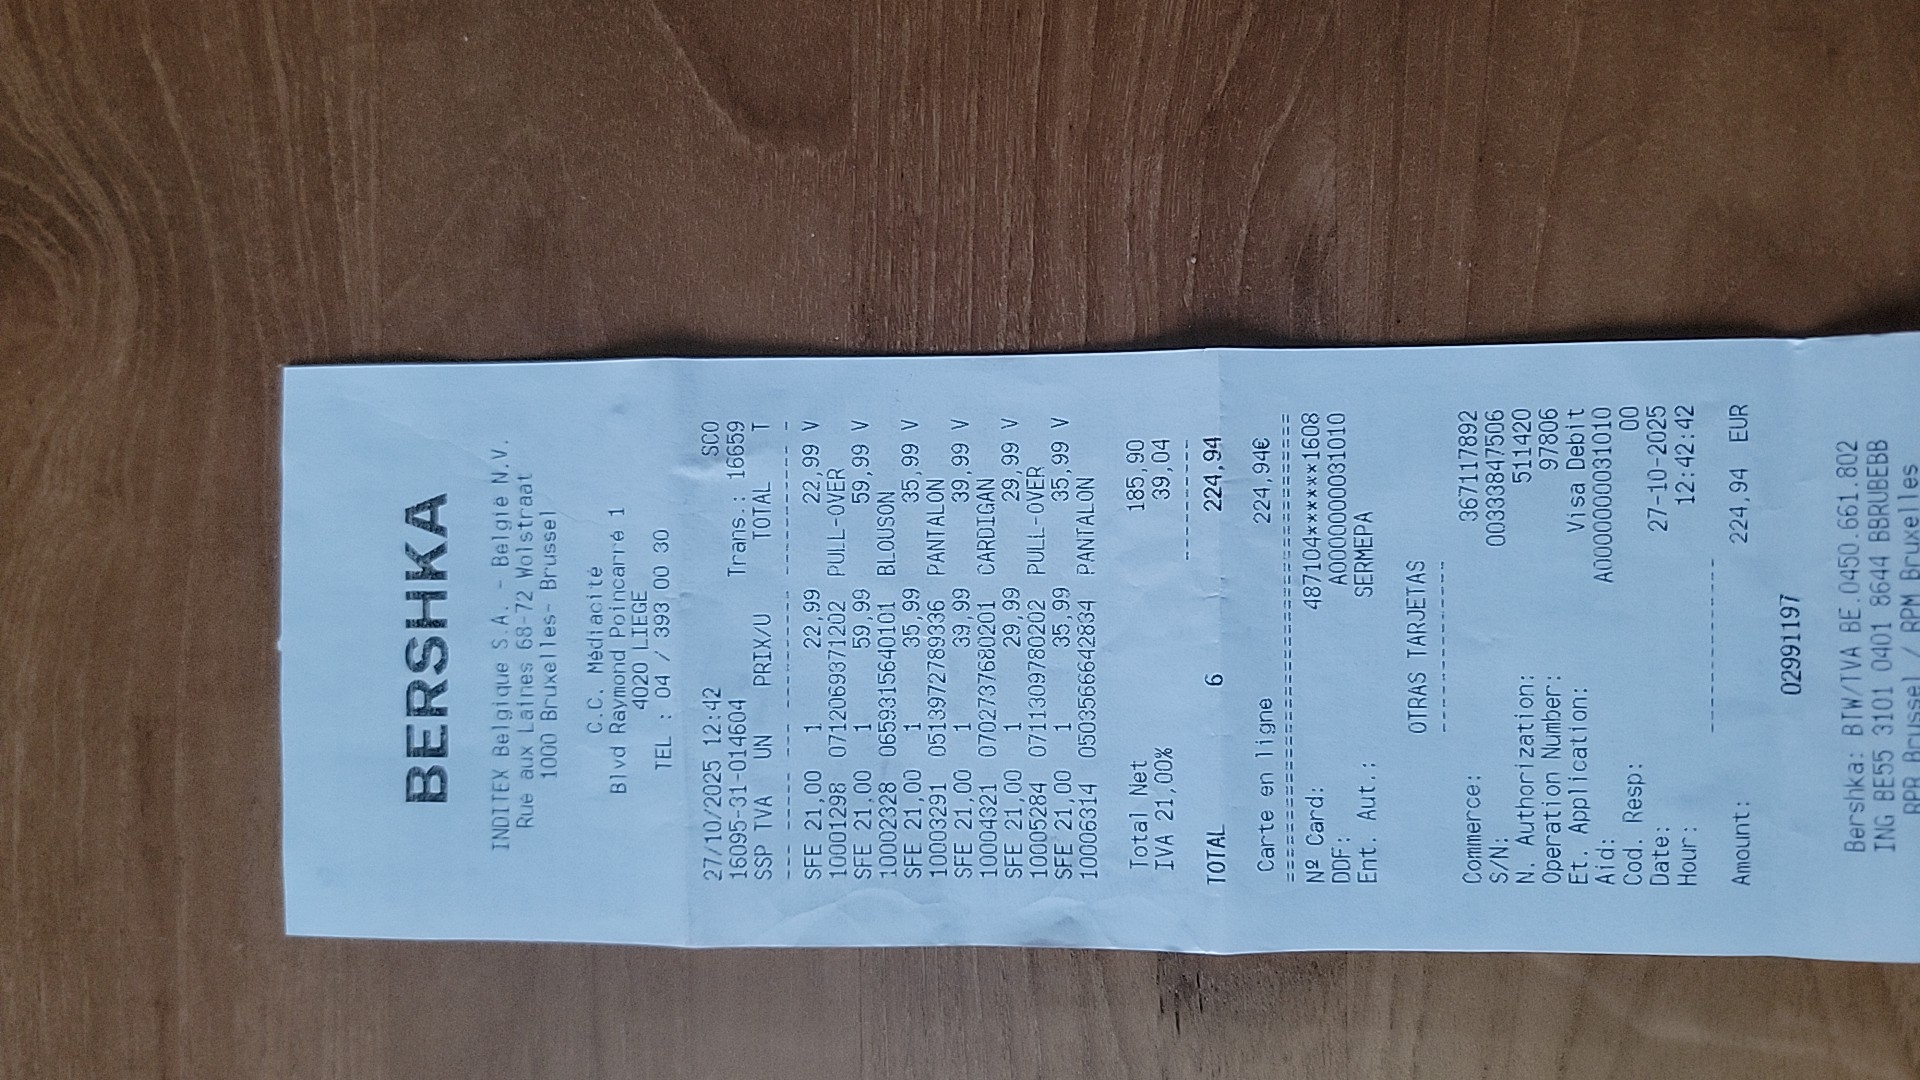 BERSHKA
INDITEX Belgique S.A. - België N.V.
Rue aux Laines 68-72 Wolstraat
1000 Bruxelles- Brussel
C.C. Médiacité
Blvd Raymond Poincarré 1
4020 LIEGE
TEL : 04 / 393 00 30
27/10/2025 12:42 SCO
16095-31-014604 Trans.: 16659
SSP TVA UN PRIX/U TOTAL T
SFE 21,00 1 22,99 22,99 V
10001298 07120693712​02 PULL-OVER
SFE 21,00 1 59,99 59,99 V
10002328 0659315640101 BLOUSON
SFE 21,00 1 35,99 35,99 V
10003291 0513972789336 PANTALON
SFE 21,00 1 39,99 39,99 V
10004321 0702737680201 CARDIGAN
SFE 21,00 1 29,99 29,99 V
10005284 0711309780202 PULL-OVER
SFE 21,00 1 35,99 35,99 V
10006314 0503566642834 PANTALON
Total Net 185,90
IVA 21,00% 39,04
TOTAL 6 224,94
Carte en ligne 224,94€
Nº Card: 487104******1608
DDF: A0000000031010
Ent. Aut.: SERMEPA
OTRAS TARJETAS
Commerce: 367117892
S/N: 00333847506
N. Authorization: 511420
Operation Number: 97806
Et. Application: Visa Debit
Aid: A0000000031010
Cod. Resp: 00
Date: 27-10-2025
Hour: 12:42:42
Amount: 224,94 EUR
02991197
Bershka: BTW/TVA BE.0450.661.802
ING BE55 3101 0401 8644 BBRUBEBB
RPR Brussel / RPM Bruxelles